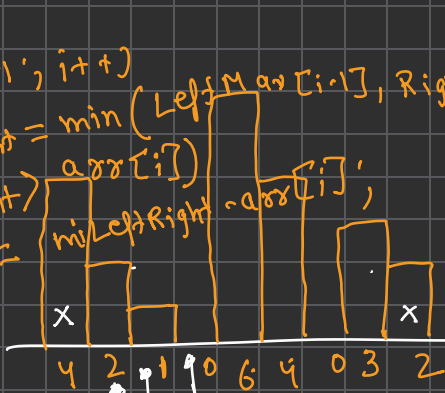 ; i++)
= min (LeftMax[i-1], Rig
arr[i])
minLeftRight - arr[i];
x x
4 2 1 0 6 4 0 3 2